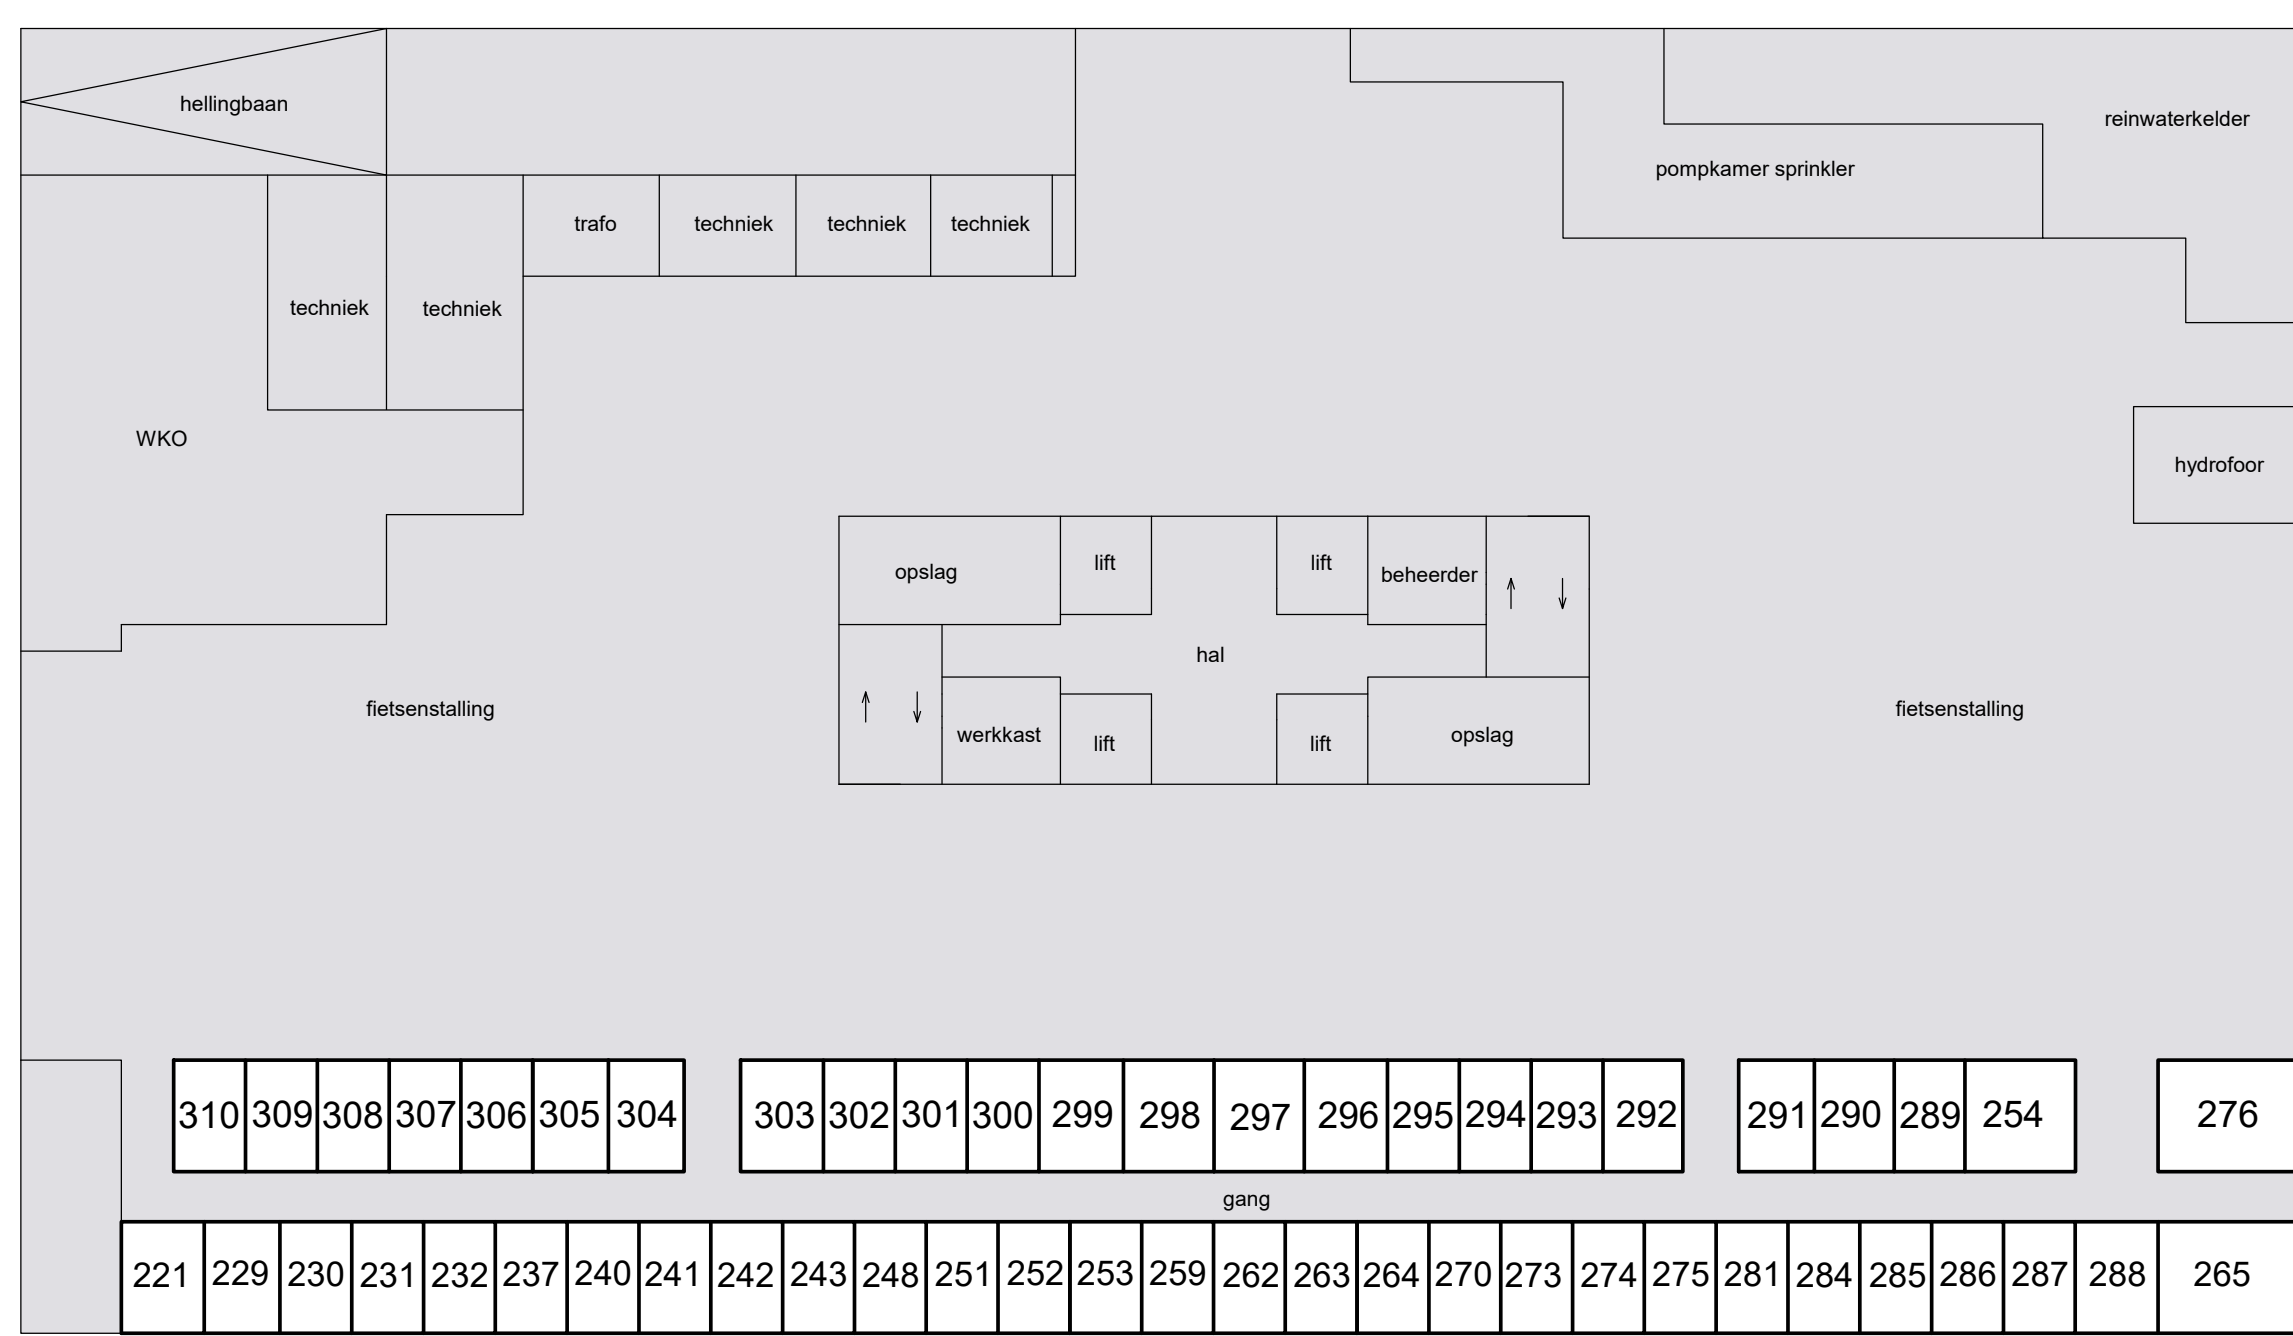 hellingbaan
reinwaterkelder
pompkamer sprinkler
trafo
techniek
techniek
techniek
techniek
techniek
WKO
hydrofoor
opslag
lift
lift
beheerder
hal
fietsenstalling
fietsenstalling
werkkast
lift
lift
opslag
310 309 308 307 306 305 304 303 302 301 300 299 298 297 296 295 294 293 292 291 290 289 254 276
gang
221 229 230 231 232 237 240 241 242 243 248 251 252 253 259 262 263 264 270 273 274 275 281 284 285 286 287 288 265